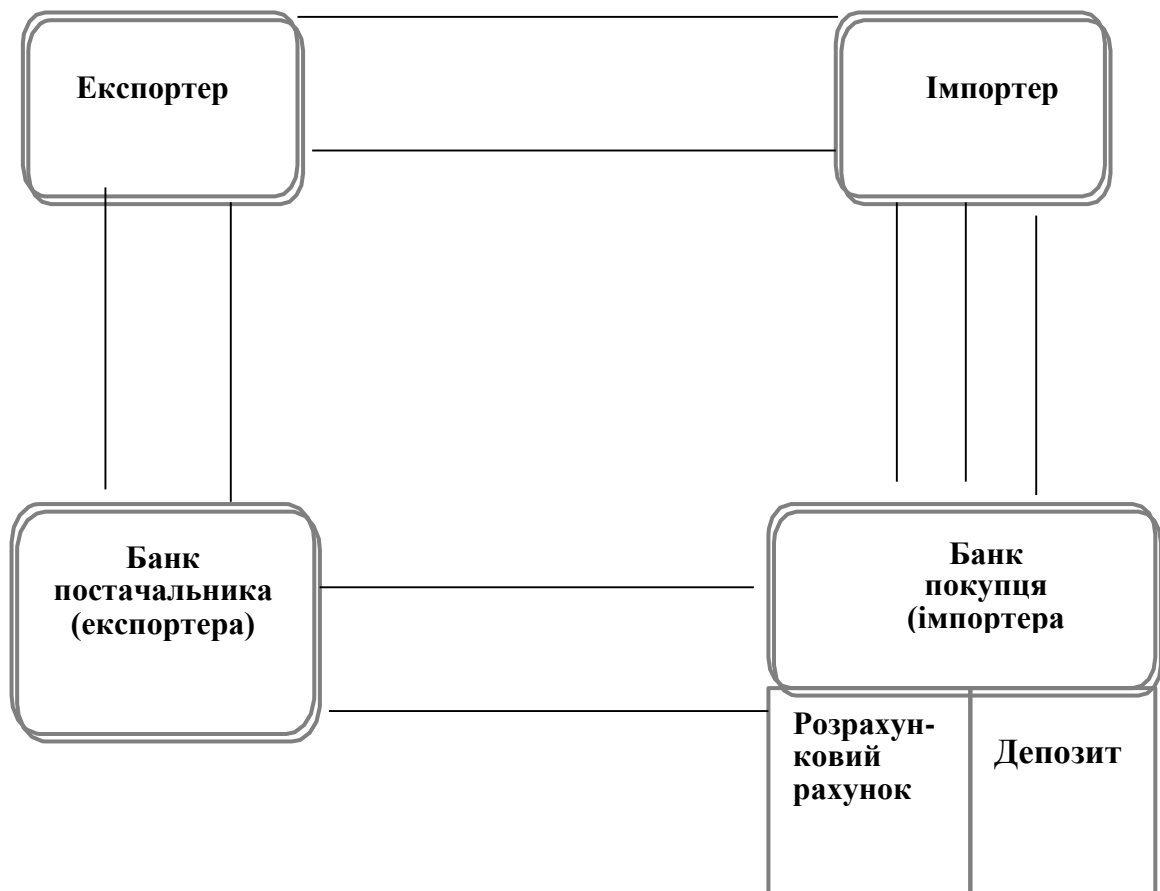 Експортер
Імпортер
Банк
постачальника
(експортера)
Банк
покупця
(імпортера
Розрахун-
ковий
рахунок
Депозит